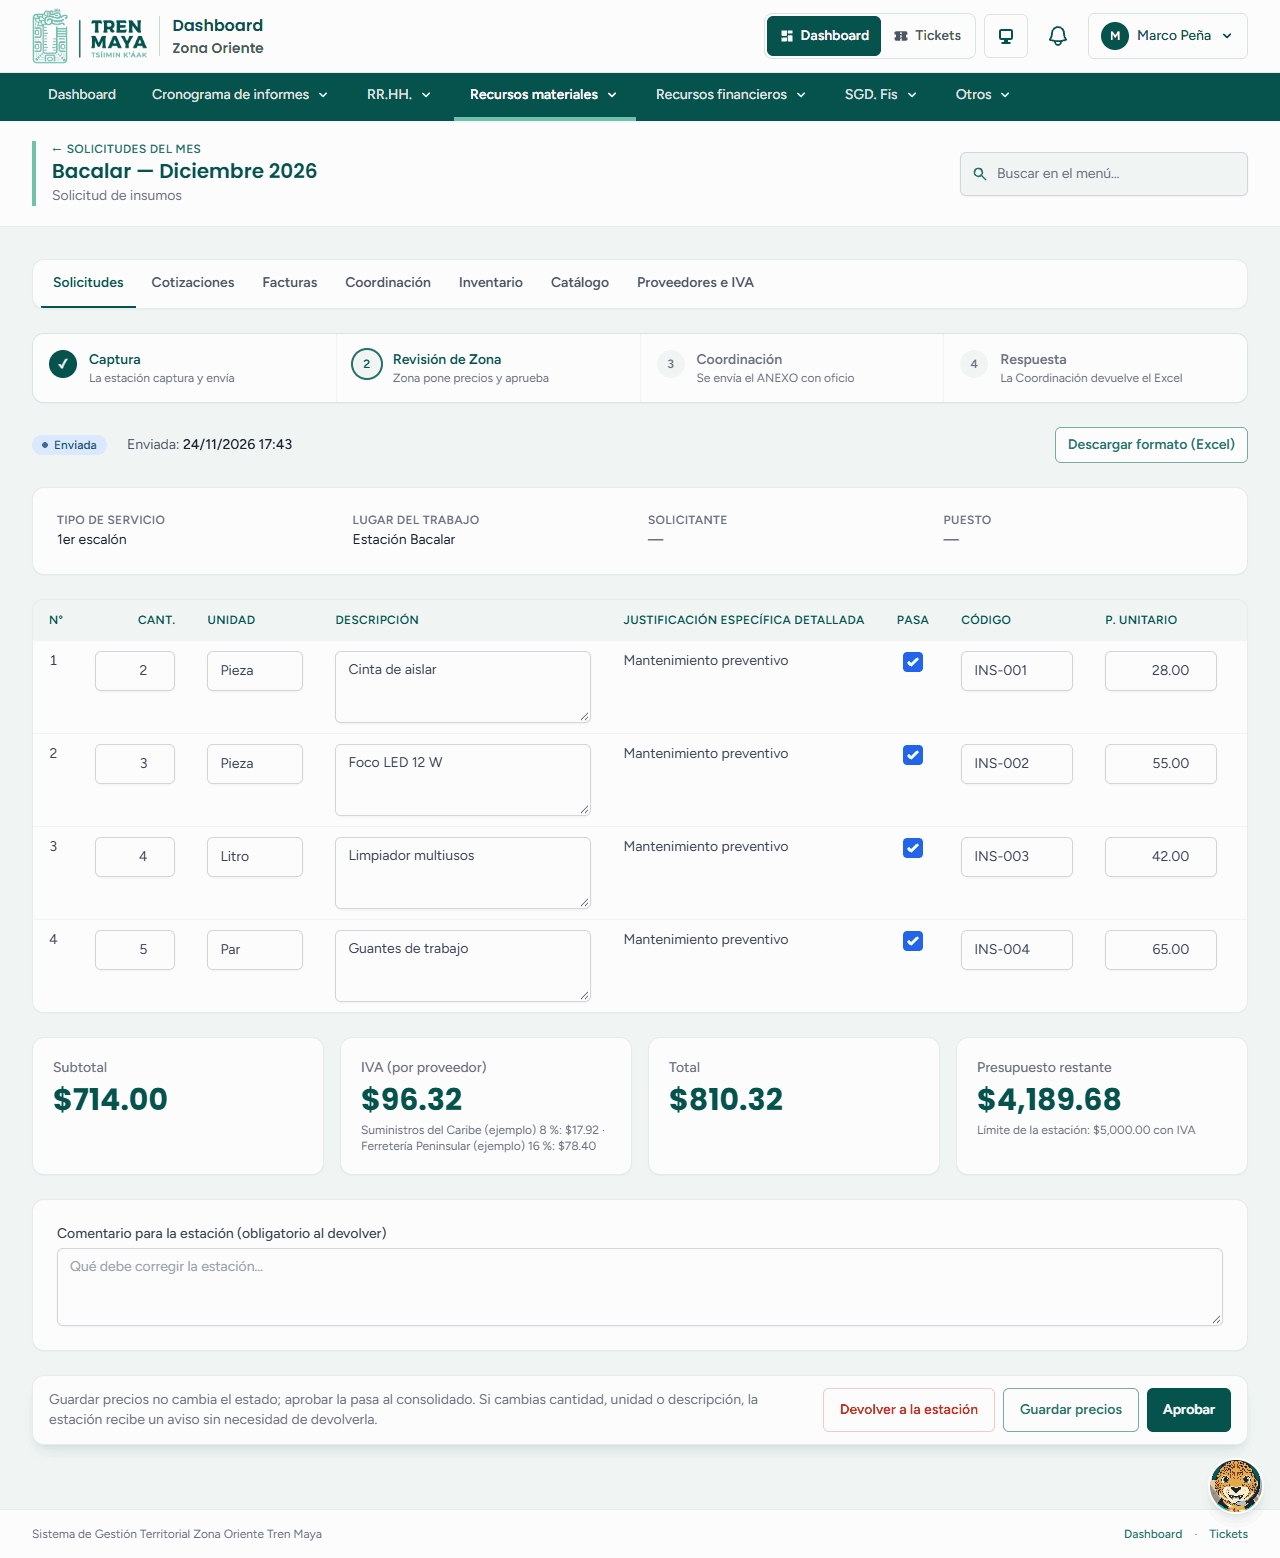 TREN
MAYA
TSÍIMIN K'ÁAK
Dashboard
Zona Oriente
Dashboard
Tickets
M
Marco Peña
Dashboard
Cronograma de informes
RR.HH.
Recursos materiales
Recursos financieros
SGD. Fis
Otros
← SOLICITUDES DEL MES
Bacalar — Diciembre 2026
Solicitud de insumos
Buscar en el menú...
Solicitudes
Cotizaciones
Facturas
Coordinación
Inventario
Catálogo
Proveedores e IVA
Captura
La estación captura y envía
2
Revisión de Zona
Zona pone precios y aprueba
3
Coordinación
Se envía el ANEXO con oficio
4
Respuesta
La Coordinación devuelve el Excel
Enviada
Enviada: 24/11/2026 17:43
Descargar formato (Excel)
TIPO DE SERVICIO
1er escalón
LUGAR DEL TRABAJO
Estación Bacalar
SOLICITANTE
—
PUESTO
—
N° CANT. UNIDAD DESCRIPCIÓN JUSTIFICACIÓN ESPECÍFICA DETALLADA PASA CÓDIGO P. UNITARIO
1 2 Pieza Cinta de aislar Mantenimiento preventivo INS-001 28.00
2 3 Pieza Foco LED 12 W Mantenimiento preventivo INS-002 55.00
3 4 Litro Limpiador multiusos Mantenimiento preventivo INS-003 42.00
4 5 Par Guantes de trabajo Mantenimiento preventivo INS-004 65.00
Subtotal
$714.00
IVA (por proveedor)
$96.32
Suministros del Caribe (ejemplo) 8 %: $17.92 ·
Ferretería Peninsular (ejemplo) 16 %: $78.40
Total
$810.32
Presupuesto restante
$4,189.68
Límite de la estación: $5,000.00 con IVA
Comentario para la estación (obligatorio al devolver)
Qué debe corregir la estación...
Guardar precios no cambia el estado; aprobar la pasa al consolidado. Si cambias cantidad, unidad o descripción, la
estación recibe un aviso sin necesidad de devolverla.
Devolver a la estación
Guardar precios
Aprobar
Sistema de Gestión Territorial Zona Oriente Tren Maya
Dashboard · Tickets